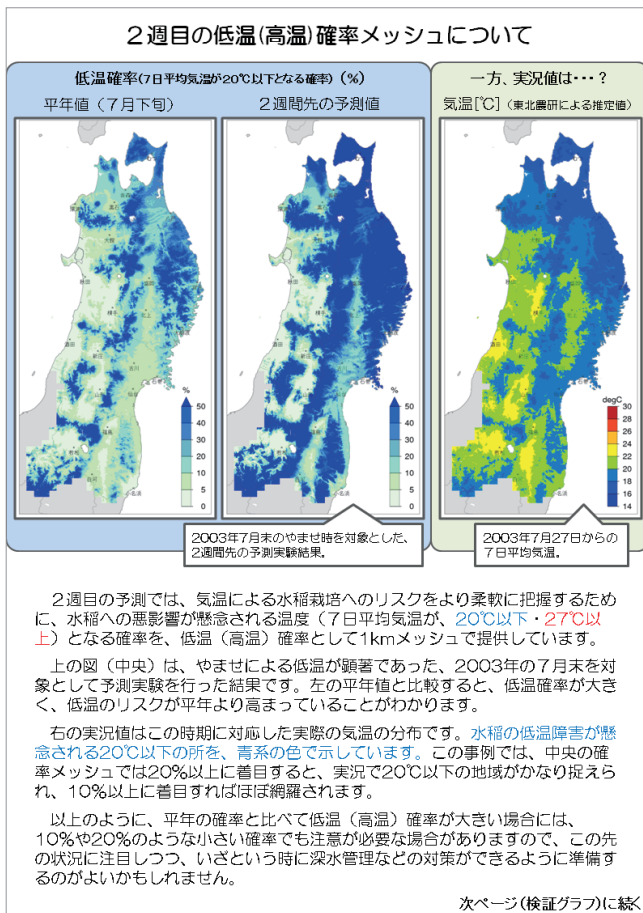 ２週目の低温(高温)確率メッシュについて
低温確率(7日平均気温が20℃以下となる確率) (%)
平年値（７月下旬）
２週間先の予測値
一方、実況値は・・・？
気温[℃]（東北農研による推定値）
%
50
40
30
20
10
5
0
%
50
40
30
20
10
5
0
degC
30
28
26
24
22
20
18
16
14
2003年7月末のやませ時を対象とした、
2週間先の予測実験結果。
2003年7月27日からの
7日平均気温。
２週目の予測では、気温による水稲栽培へのリスクをより柔軟に把握するため
に、水稲への悪影響が懸念される温度（7日平均気温が、20℃以下・27℃以
上）となる確率を、低温（高温）確率として1kmメッシュで提供しています。
上の図（中央）は、やませによる低温が顕著であった、2003年の７月末を対
象として予測実験を行った結果です。左の平年値と比較すると、低温確率が大き
く、低温のリスクが平年より高まっていることがわかります。
右の実況値はこの時期に対応した実際の気温の分布です。水稲の低温障害が懸
念される20℃以下の所を、青系の色で示しています。この事例では、中央の確
率メッシュでは20%以上に着目すると、実況で20℃以下の地域がかなり捉えら
れ、10%以上に着目すればほぼ網羅されます。
以上のように、平年の確率と比べて低温（高温）確率が大きい場合には、
10%や20%のような小さい確率でも注意が必要な場合がありますので、この先
の状況に注目しつつ、いざという時に深水管理などの対策ができるように準備する
のがよいかもしれません。
次ページ(検証グラフ)に続く